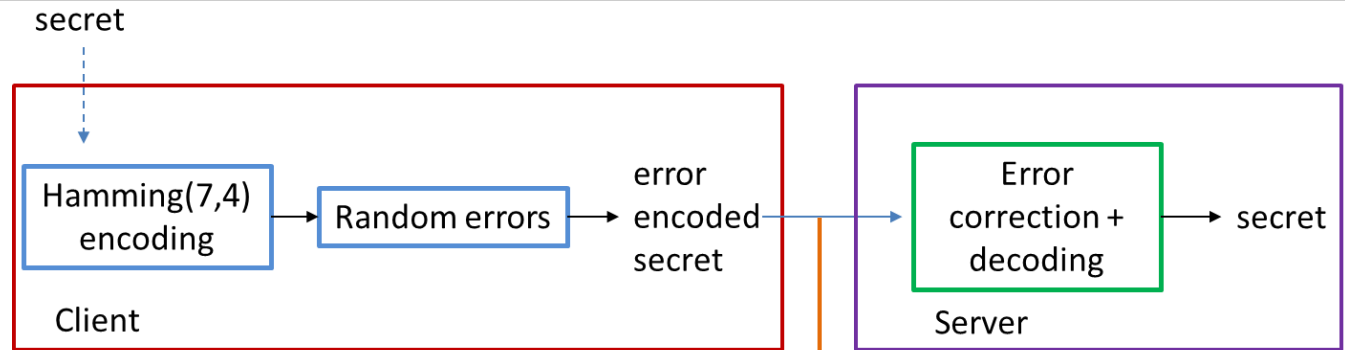 secret
Hamming(7,4)
encoding
Random errors
error
encoded
secret
Error
correction +
decoding
secret
Client
Server